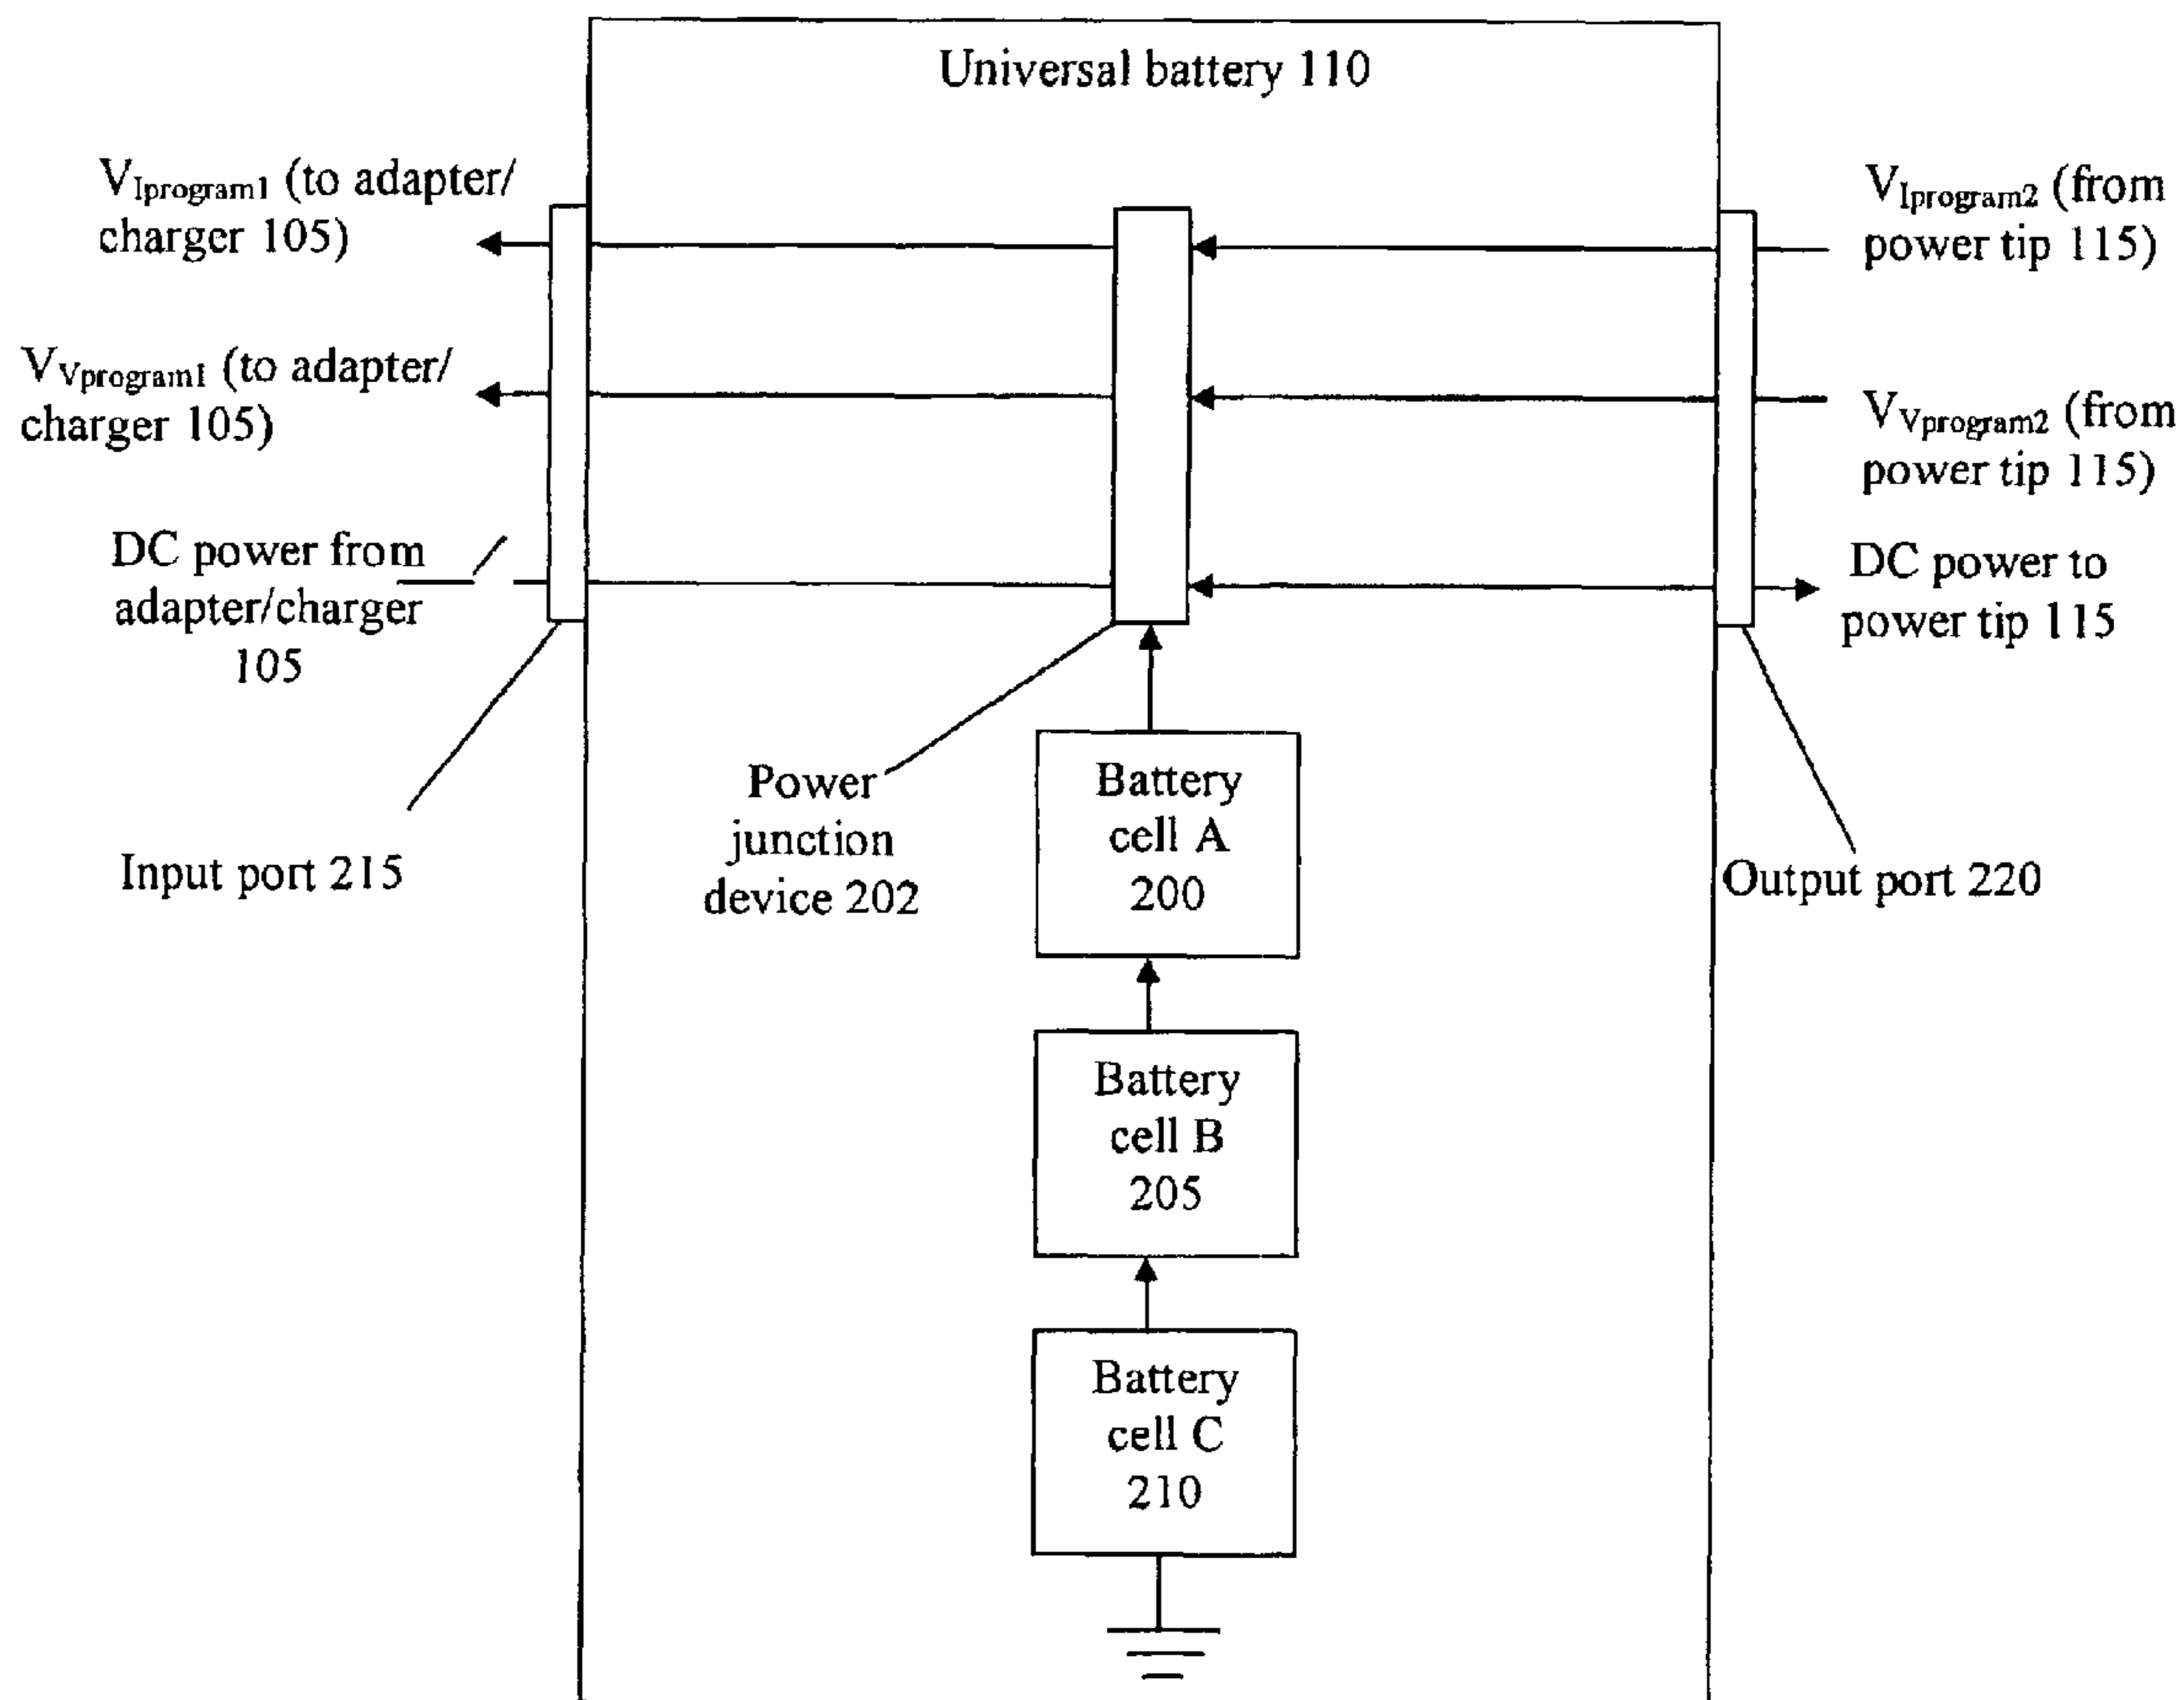 Universal battery 110
VIprogram1 (to adapter/
charger 105)
VIprogram2 (from
power tip 115)
VVprogram1 (to adapter/
charger 105)
VVprogram2 (from
power tip 115)
DC power from
adapter/charger
105
DC power to
power tip 115
Input port 215
Power
junction
device 202
Battery
cell A
200
Output port 220
Battery
cell B
205
Battery
cell C
210